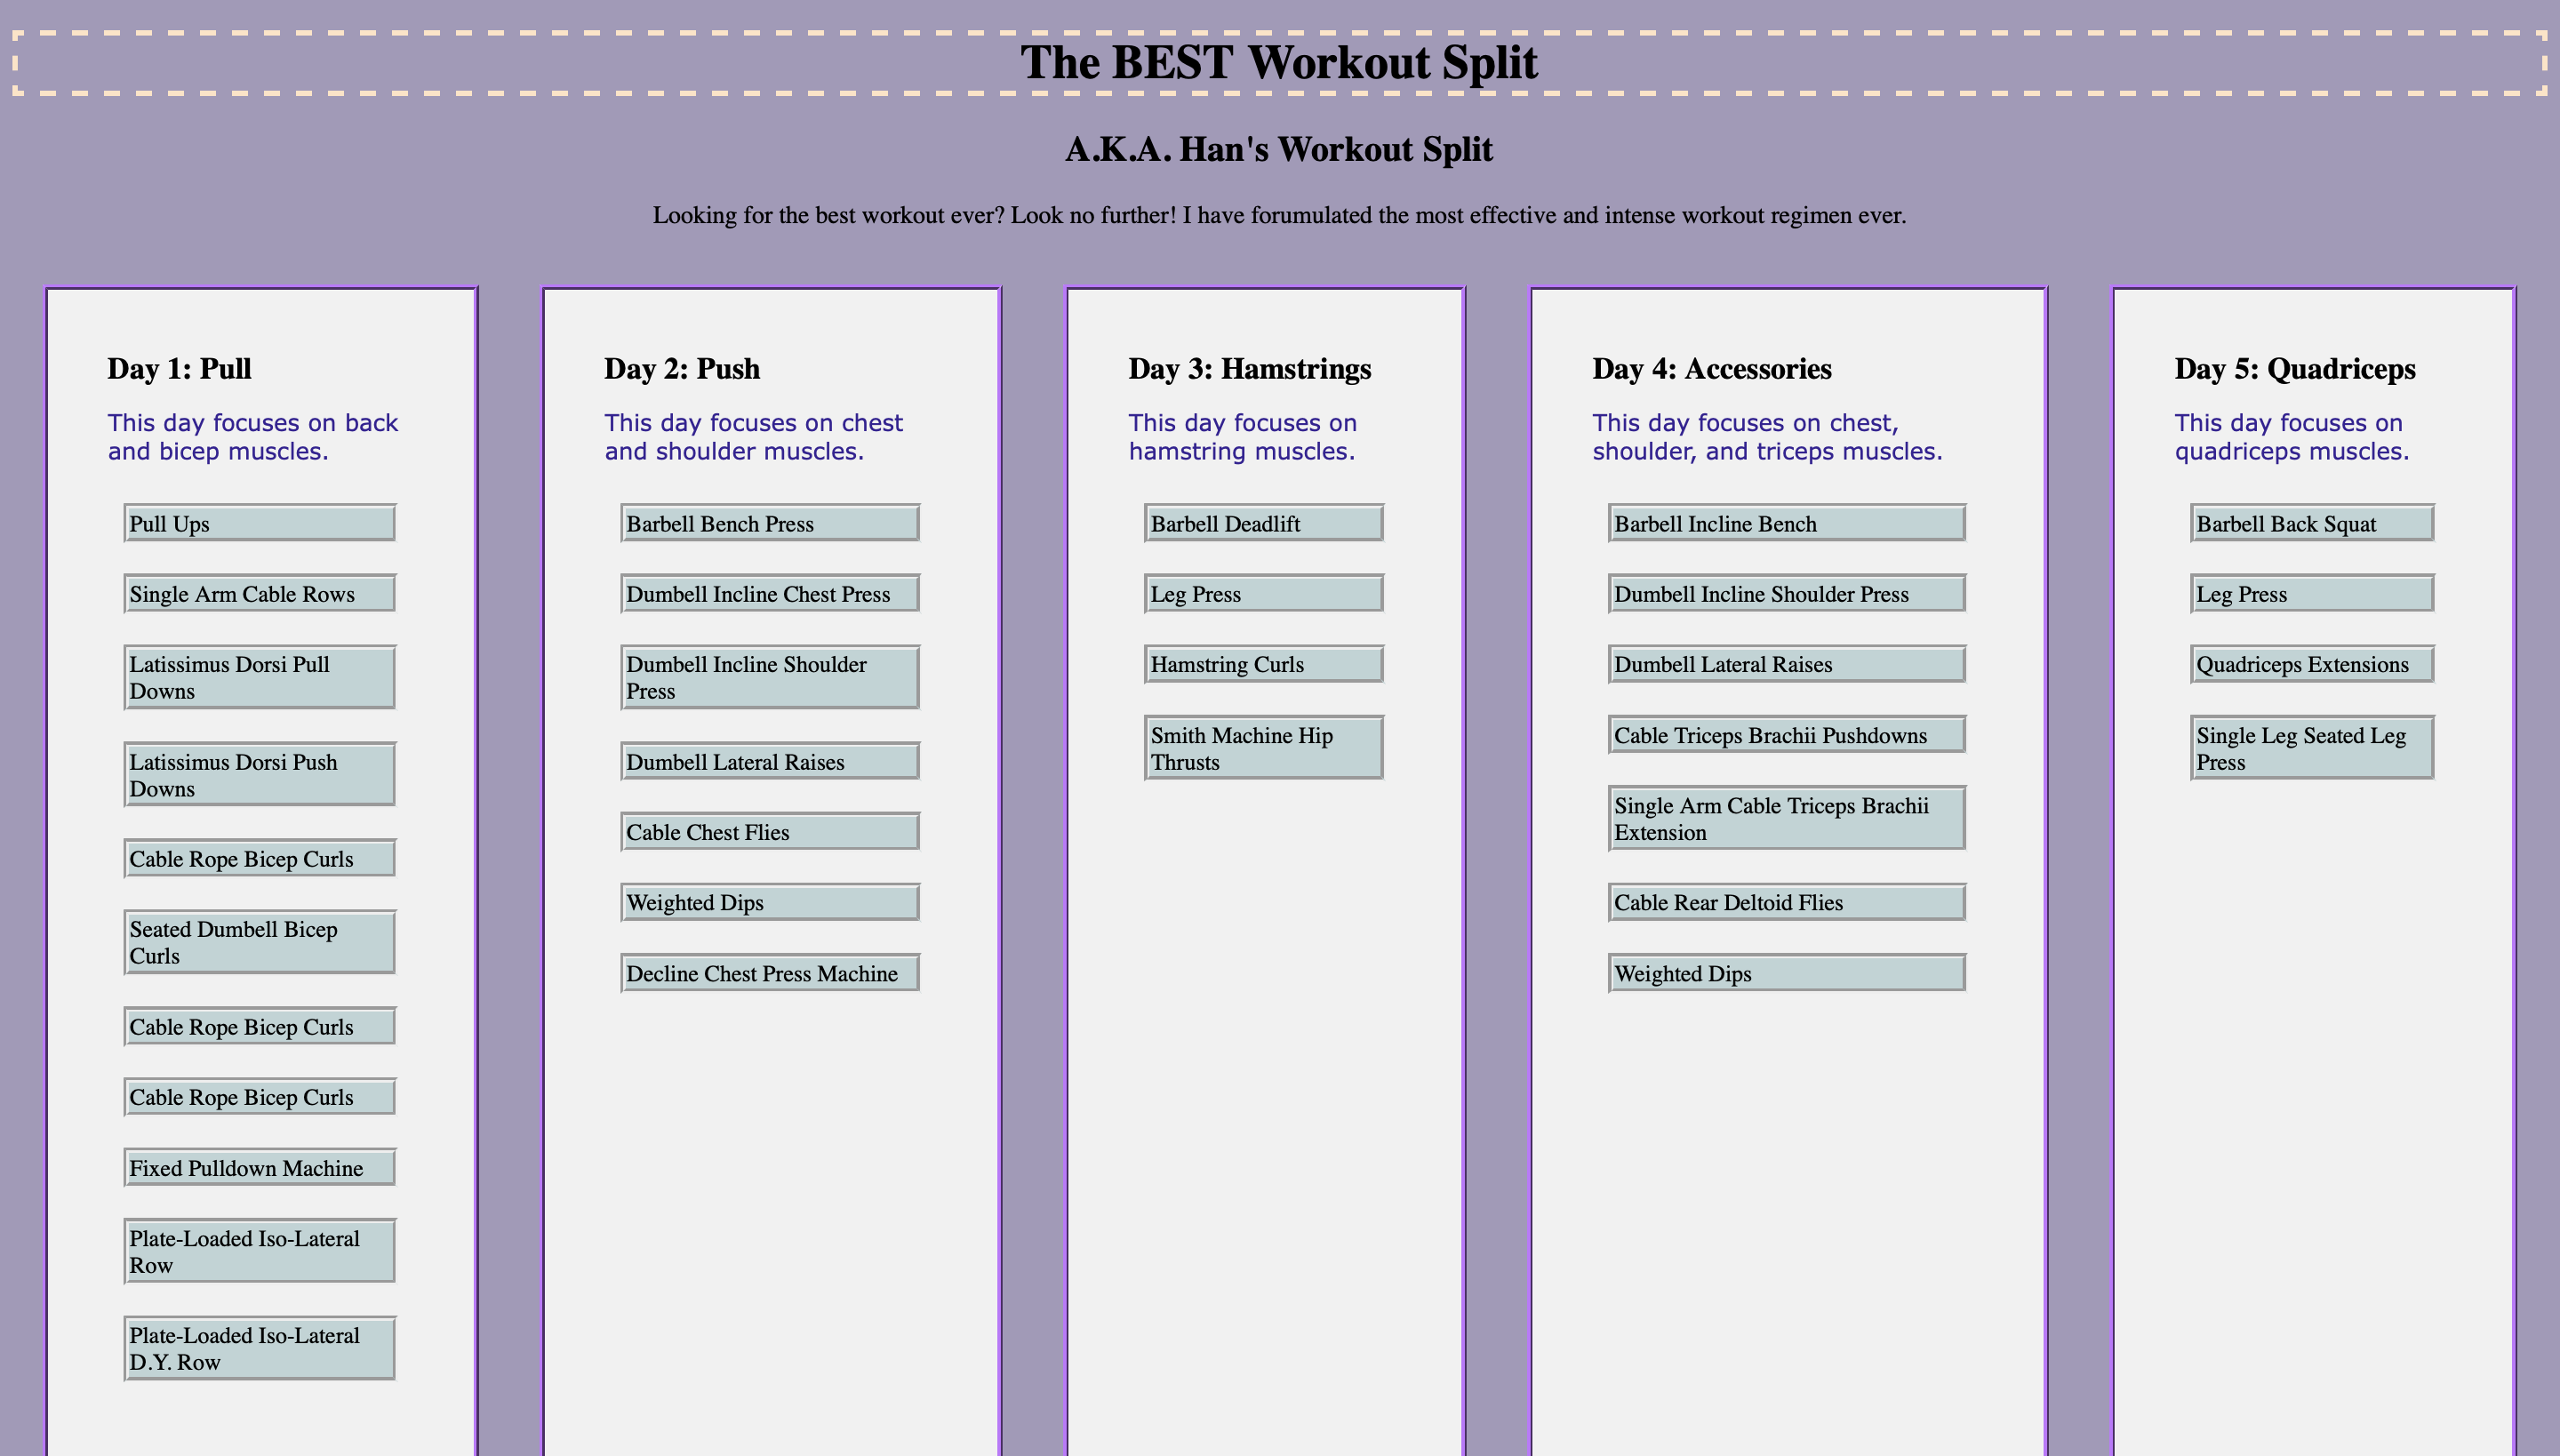 The BEST Workout Split
A.K.A. Han's Workout Split
Looking for the best workout ever? Look no further! I have forumulated the most effective and intense workout regimen ever.
Day 1: Pull
This day focuses on back
and bicep muscles.
Pull Ups
Single Arm Cable Rows
Latissimus Dorsi Pull
Downs
Latissimus Dorsi Push
Downs
Cable Rope Bicep Curls
Seated Dumbell Bicep
Curls
Cable Rope Bicep Curls
Cable Rope Bicep Curls
Fixed Pulldown Machine
Plate-Loaded Iso-Lateral
Row
Plate-Loaded Iso-Lateral
D.Y. Row
Day 2: Push
This day focuses on chest
and shoulder muscles.
Barbell Bench Press
Dumbell Incline Chest Press
Dumbell Incline Shoulder
Press
Dumbell Lateral Raises
Cable Chest Flies
Weighted Dips
Decline Chest Press Machine
Day 3: Hamstrings
This day focuses on
hamstring muscles.
Barbell Deadlift
Leg Press
Hamstring Curls
Smith Machine Hip
Thrusts
Day 4: Accessories
This day focuses on chest,
shoulder, and triceps muscles.
Barbell Incline Bench
Dumbell Incline Shoulder Press
Dumbell Lateral Raises
Cable Triceps Brachii Pushdowns
Single Arm Cable Triceps Brachii
Extension
Cable Rear Deltoid Flies
Weighted Dips
Day 5: Quadriceps
This day focuses on
quadriceps muscles.
Barbell Back Squat
Leg Press
Quadriceps Extensions
Single Leg Seated Leg
Press